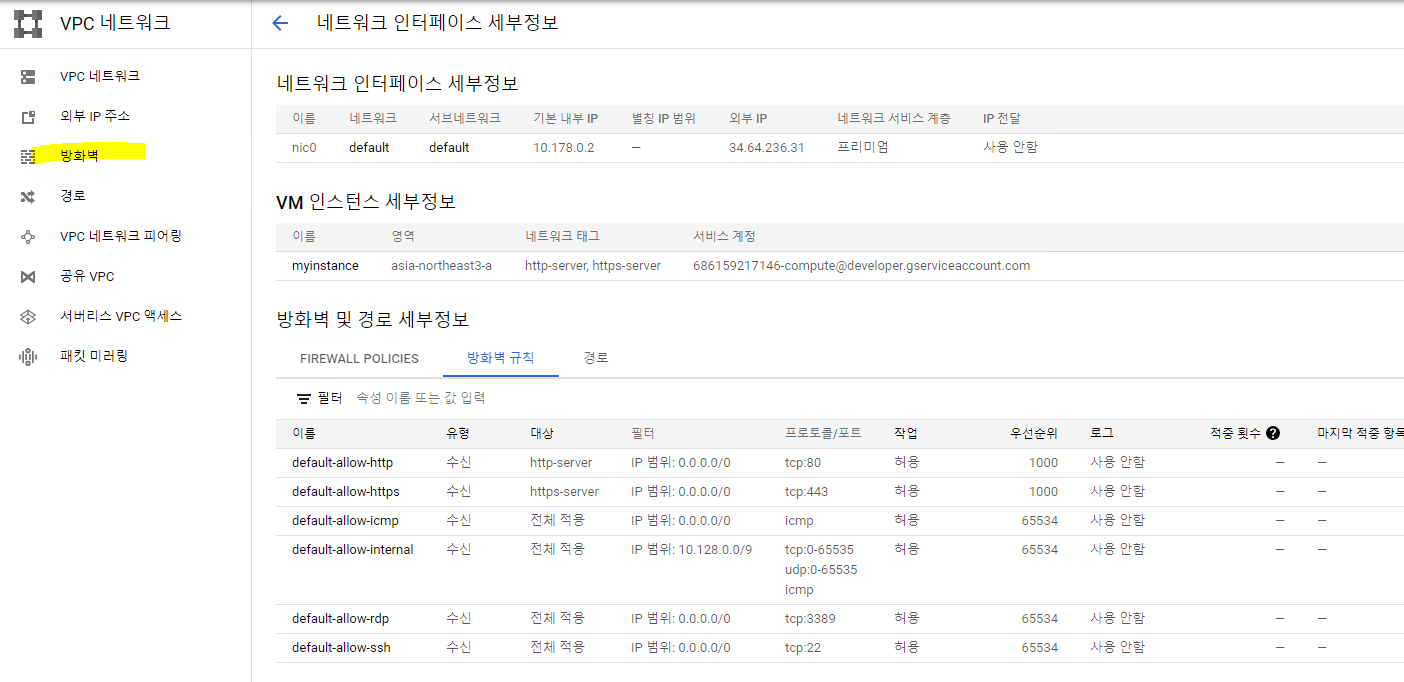 VPC 네트워크
네트워크 인터페이스 세부정보
VPC 네트워크
외부 IP 주소
방화벽
경로
VPC 네트워크 피어링
공유 VPC
서버리스 VPC 액세스
패킷 미러링
네트워크 인터페이스 세부정보
이름 네트워크 서브네트워크 기본 내부 IP 별칭 IP 범위 외부 IP 네트워크 서비스 계층 IP 전달
nic0 default default 10.178.0.2 — 34.64.236.31 프리미엄 사용 안함
VM 인스턴스 세부정보
이름 영역 네트워크 태그 서비스 계정
myinstance asia-northeast3-a http-server, https-server 686159217146-compute@developer.gserviceaccount.com
방화벽 및 경로 세부정보
FIREWALL POLICIES 방화벽 규칙 경로
필터 속성 이름 또는 값 입력
이름 유형 대상 필터 프로토콜/포트 작업 우선순위 로그 적중 횟수 ? 마지막 적중 항목
default-allow-http 수신 http-server IP 범위: 0.0.0.0/0 tcp:80 허용 1000 사용 안함 — —
default-allow-https 수신 https-server IP 범위: 0.0.0.0/0 tcp:443 허용 1000 사용 안함 — —
default-allow-icmp 수신 전체 적용 IP 범위: 0.0.0.0/0 icmp 허용 65534 사용 안함 — —
default-allow-internal 수신 전체 적용 IP 범위: 10.128.0.0/9 tcp:0-65535 허용 65534 사용 안함 — —
udp:0-65535
icmp
default-allow-rdp 수신 전체 적용 IP 범위: 0.0.0.0/0 tcp:3389 허용 65534 사용 안함 — —
default-allow-ssh 수신 전체 적용 IP 범위: 0.0.0.0/0 tcp:22 허용 65534 사용 안함 — —